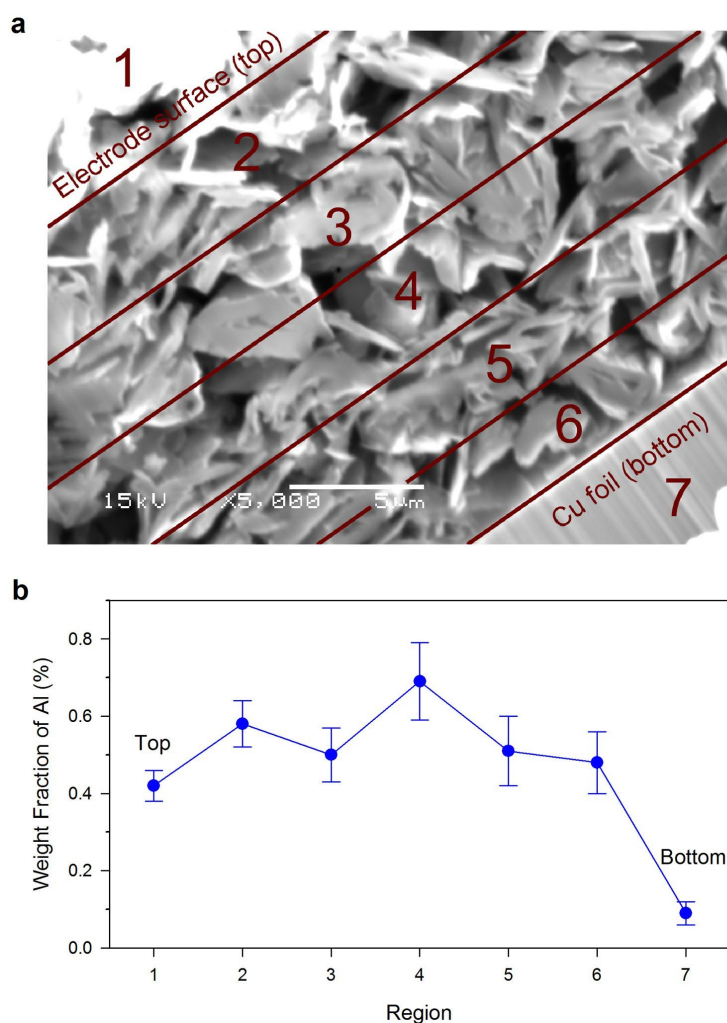 a
1
Electrode surface (top)
2
3
4
5
6
Cu foil (bottom)
7
15kV X5,000 5μm
b
Weight Fraction of Al (%)
0.8
0.6
0.4
0.2
0.0
Top
Bottom
1 2 3 4 5 6 7
Region